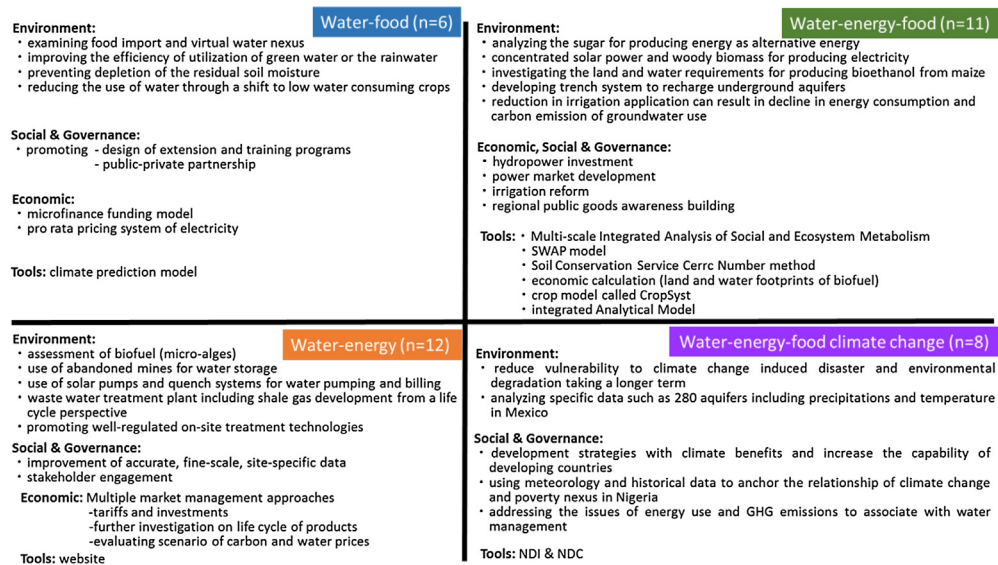 Water-food (n=6)
Environment:
・examining food import and virtual water nexus
・improving the efficiency of utilization of green water or the rainwater
・preventing depletion of the residual soil moisture
・reducing the use of water through a shift to low water consuming crops
Social & Governance:
・promoting - design of extension and training programs
- public-private partnership
Economic:
・microfinance funding model
・pro rata pricing system of electricity
Tools: climate prediction model
Water-energy-food (n=11)
・analyzing the sugar for producing energy as alternative energy
Environment:
・concentrated solar power and woody biomass for producing electricity
・investigating the land and water requirements for producing bioethanol from maize
・developing trench system to recharge underground aquifers
・reduction in irrigation application can result in decline in energy consumption and
carbon emission of groundwater use
Economic, Social & Governance:
・hydropower investment
・power market development
・irrigation reform
・regional public goods awareness building
Tools: ・Multi-scale Integrated Analysis of Social and Ecosystem Metabolism
・SWAP model
・Soil Conservation Service Cerrc Number method
・economic calculation (land and water footprints of biofuel)
・crop model called CropSyst
・integrated Analytical Model
Water-energy (n=12)
Environment:
・assessment of biofuel (micro-alges)
・use of abandoned mines for water storage
・use of solar pumps and quench systems for water pumping and billing
・waste water treatment plant including shale gas development from a life
cycle perspective
・promoting well-regulated on-site treatment technologies
Social & Governance:
・improvement of accurate, fine-scale, site-specific data
・stakeholder engagement
Economic: Multiple market management approaches
-tariffs and investments
-further investigation on life cycle of products
-evaluating scenario of carbon and water prices
Tools: website
Water-energy-food climate change (n=8)
Environment:
・reduce vulnerability to climate change induced disaster and environmental
degradation taking a longer term
・analyzing specific data such as 280 aquifers including precipitations and temperature
in Mexico
Social & Governance:
・development strategies with climate benefits and increase the capability of
developing countries
・using meteorology and historical data to anchor the relationship of climate change
and poverty nexus in Nigeria
・addressing the issues of energy use and GHG emissions to associate with water
management
Tools: NDI & NDC